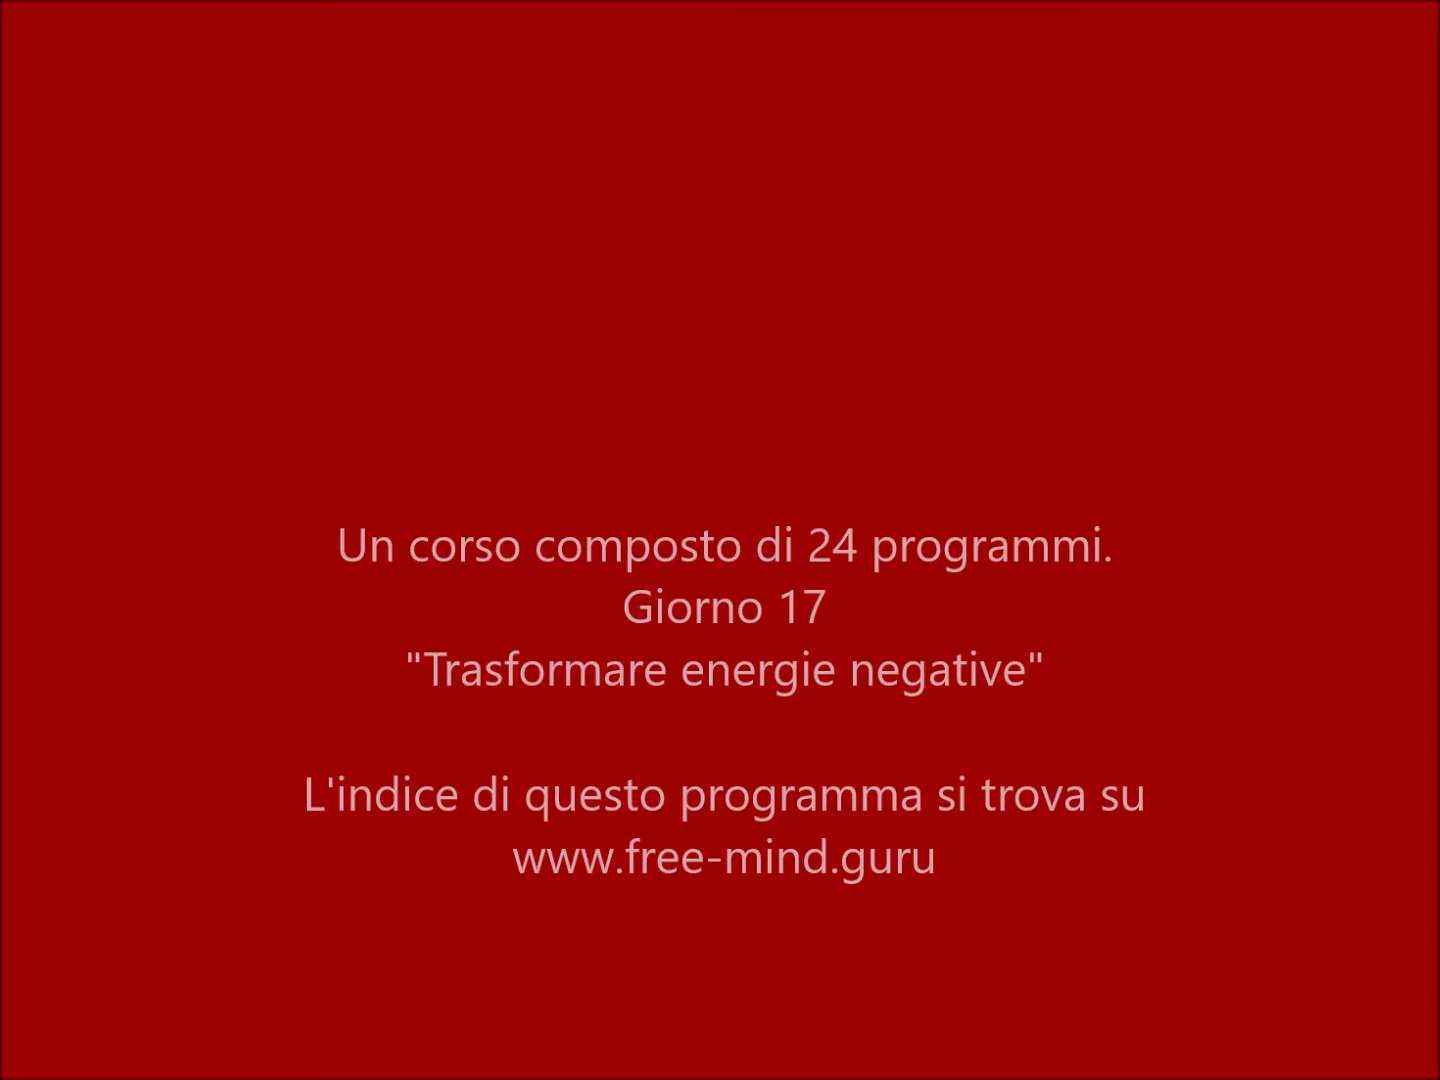 Un corso composto di 24 programmi.
Giorno 17
"Trasformare energie negative"
L'indice di questo programma si trova su
www.free-mind.guru